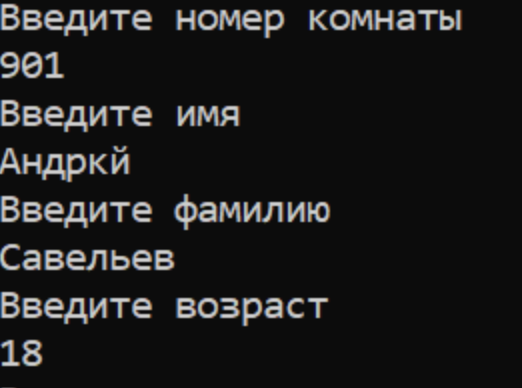 Введите номер комнаты
901
Введите имя
Андркй
Введите фамилию
Савельев
Введите возраст
18